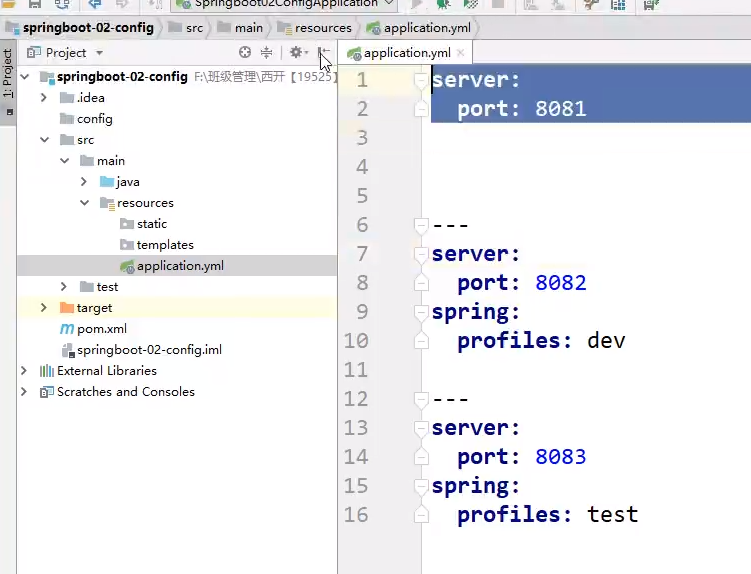 Springboot02ConfigApplication
springboot-02-config src main resources application.yml
1: Project
Project
application.yml
springboot-02-config F:\班级管理\西开【19525】
.idea
config
src
main
java
resources
static
templates
application.yml
test
target
pom.xml
springboot-02-config.iml
External Libraries
Scratches and Consoles
1 server:
2 port: 8081
3
4
5
6 ---
7 server:
8 port: 8082
9 spring:
10 profiles: dev
11
12 ---
13 server:
14 port: 8083
15 spring:
16 profiles: test